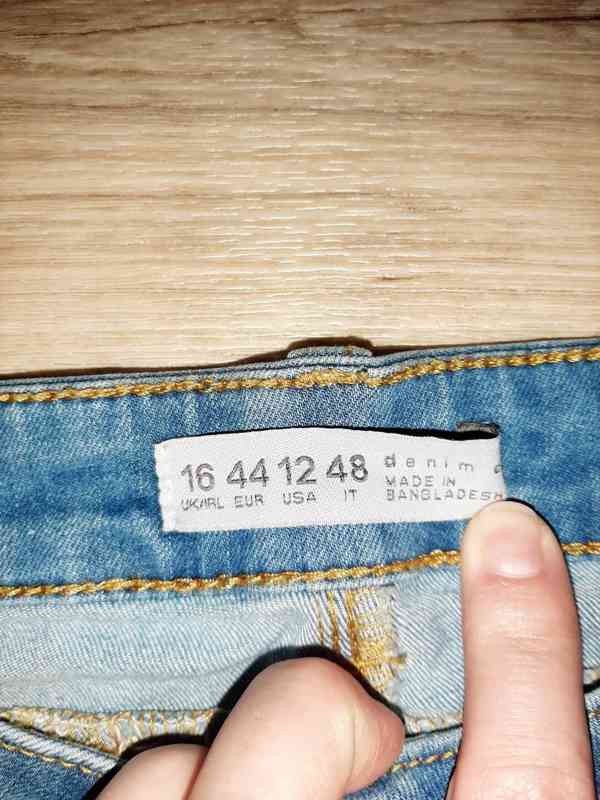 16 44 12 48
UK/IRL EUR USA IT
denim
MADE IN
BANGLADESH